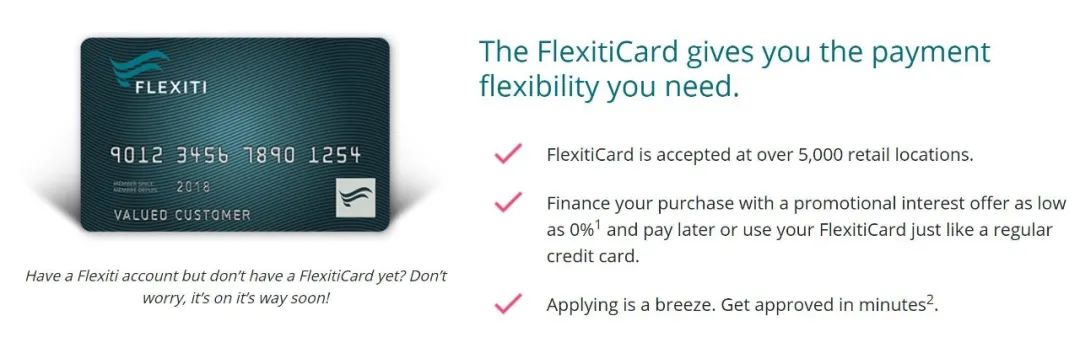 FLEXITI
9012 3456 7890 1254
MEMBER SINCE
MEMBRE DEPUIS
2018
VALUED CUSTOMER
Have a Flexiti account but don't have a FlexitiCard yet? Don't
worry, it's on it's way soon!
The FlexitiCard gives you the payment
flexibility you need.
FlexitiCard is accepted at over 5,000 retail locations.
Finance your purchase with a promotional interest offer as low
as 0%¹ and pay later or use your FlexitiCard just like a regular
credit card.
Applying is a breeze. Get approved in minutes².